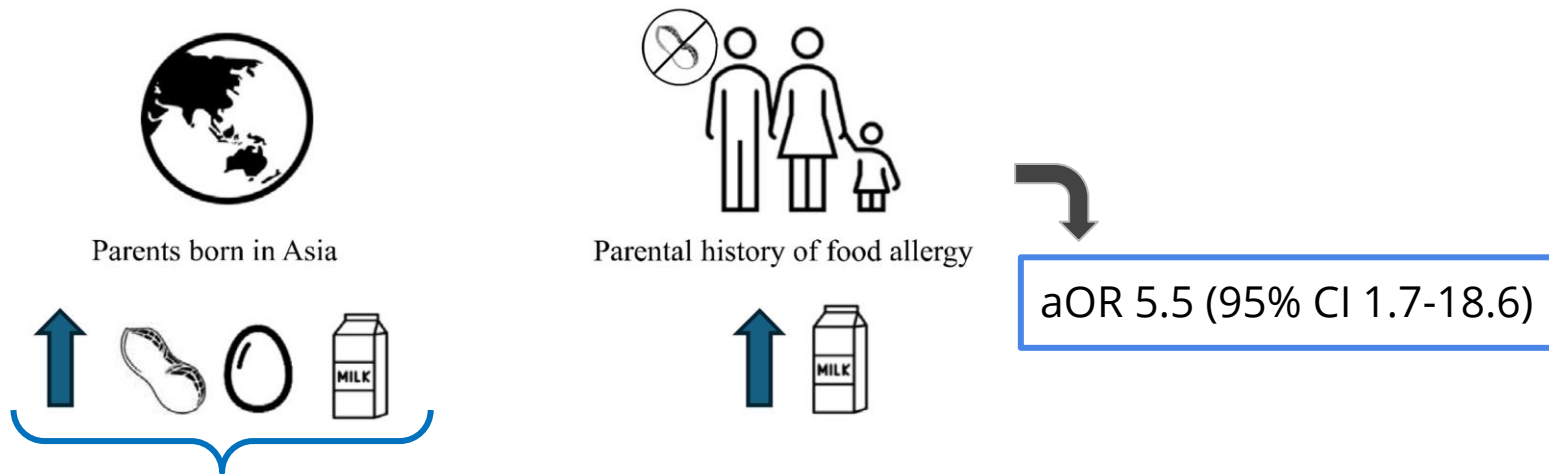 Parents born in Asia
MILK
Parental history of food allergy
MILK
aOR 5.5 (95% CI 1.7-18.6)